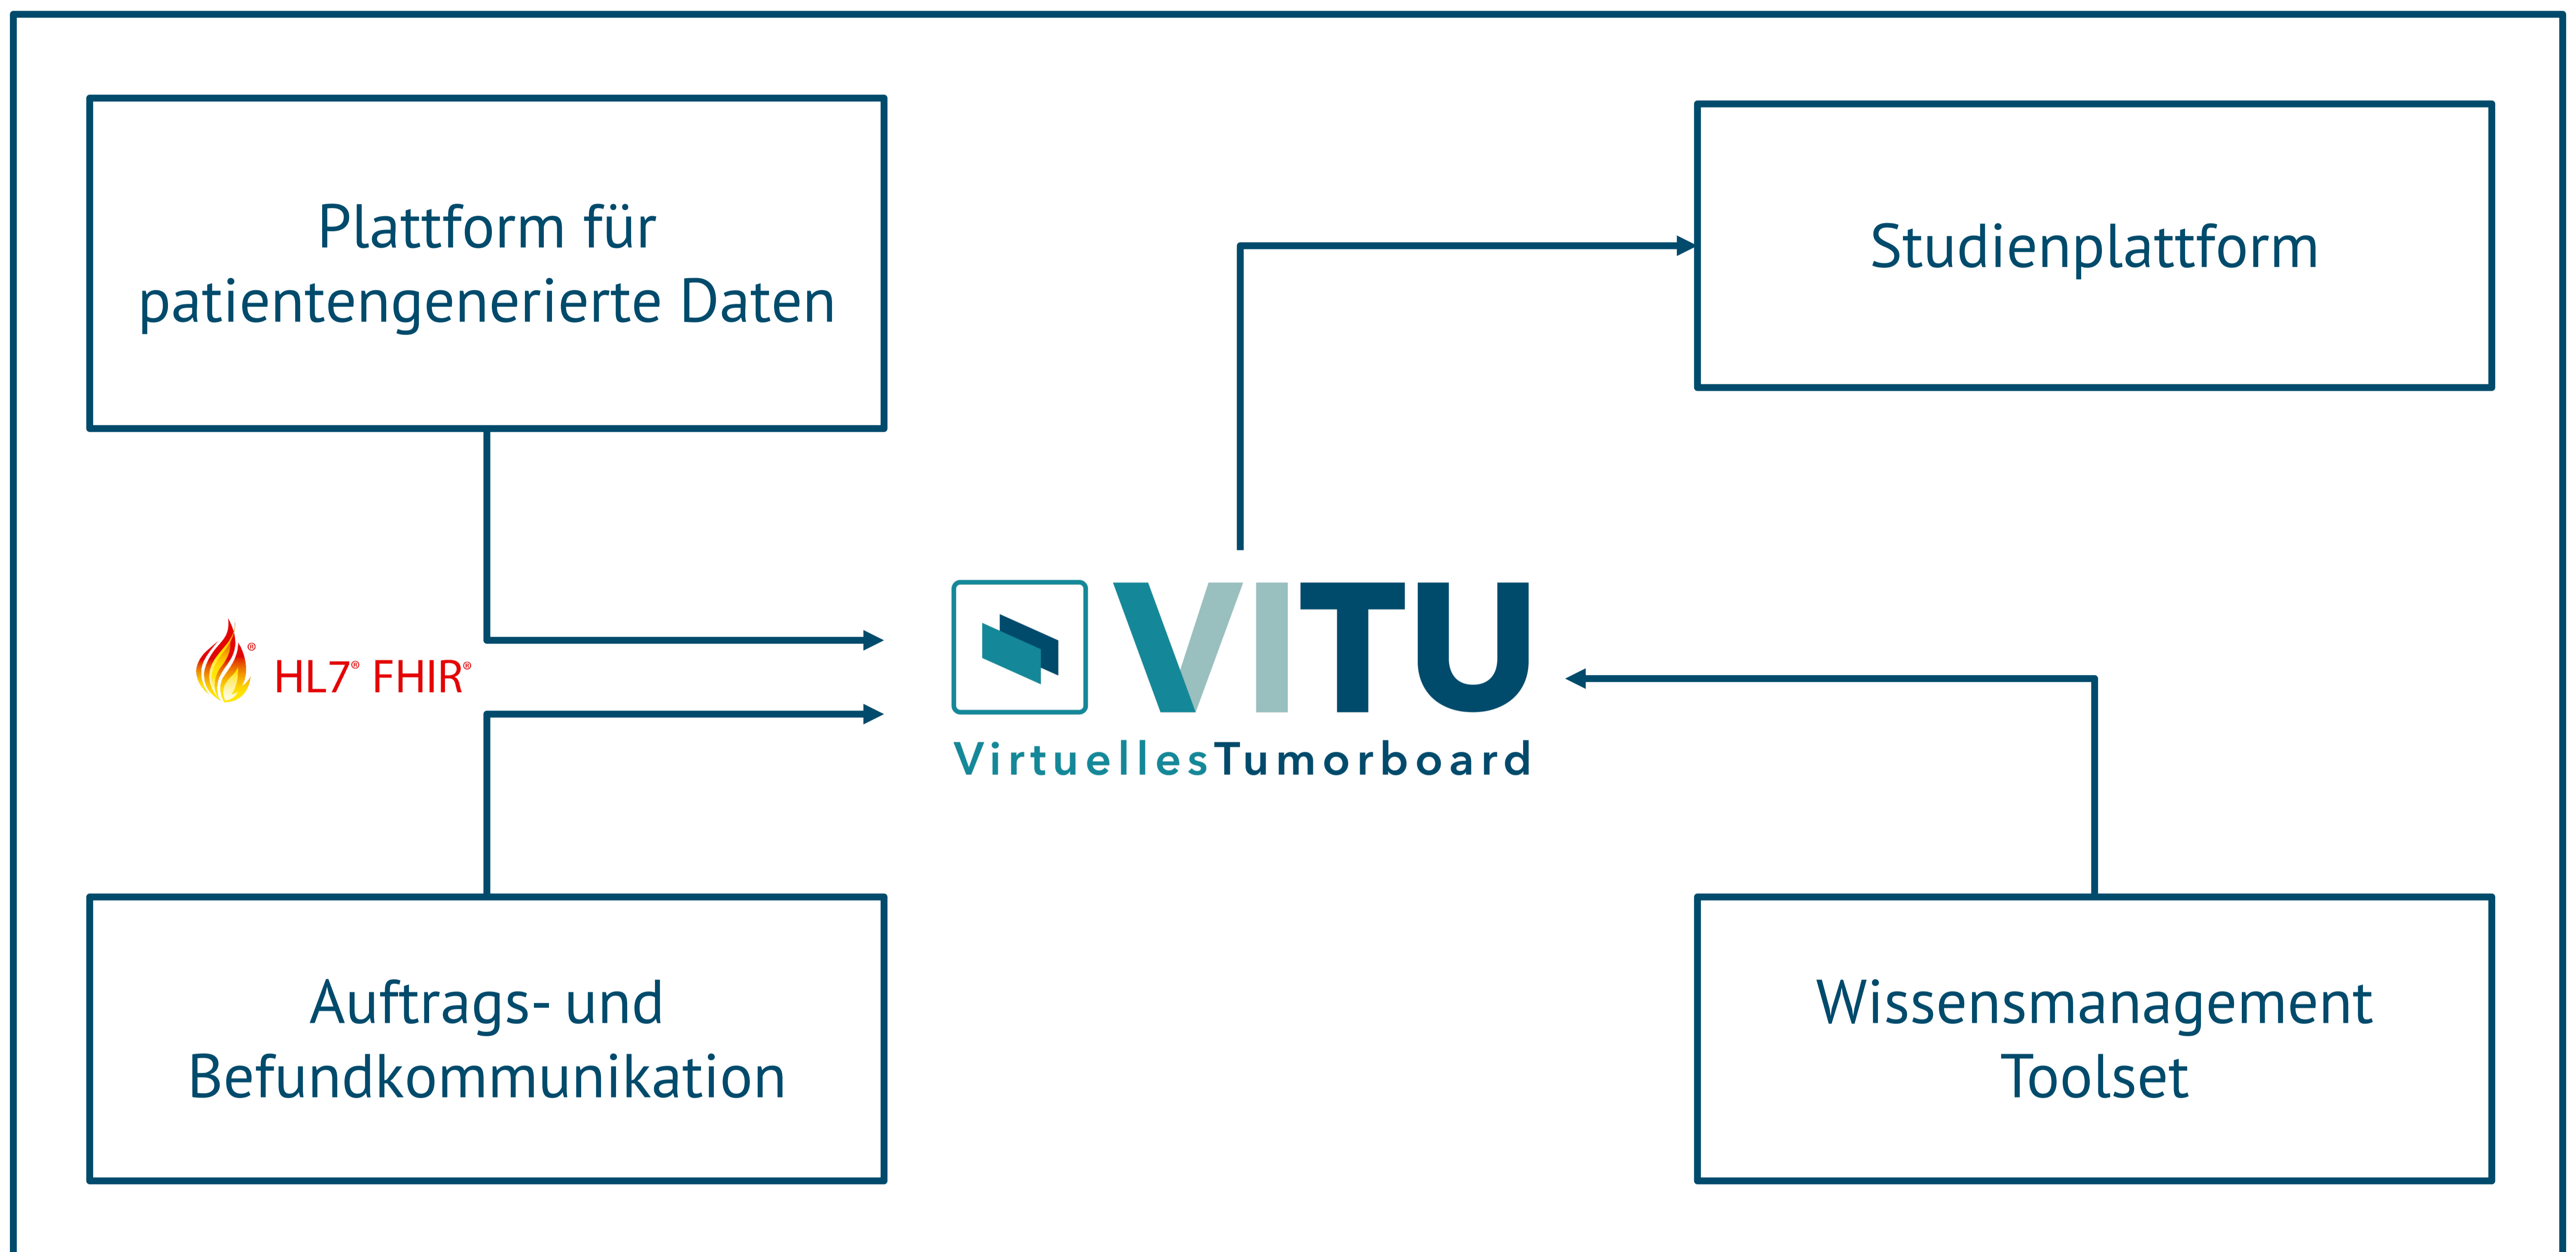 Plattform für
patientengenerierte Daten
Studienplattform
HL7® FHIR®
VITU
VirtuellesTumorboard
Auftrags- und
Befundkommunikation
Wissensmanagement
Toolset